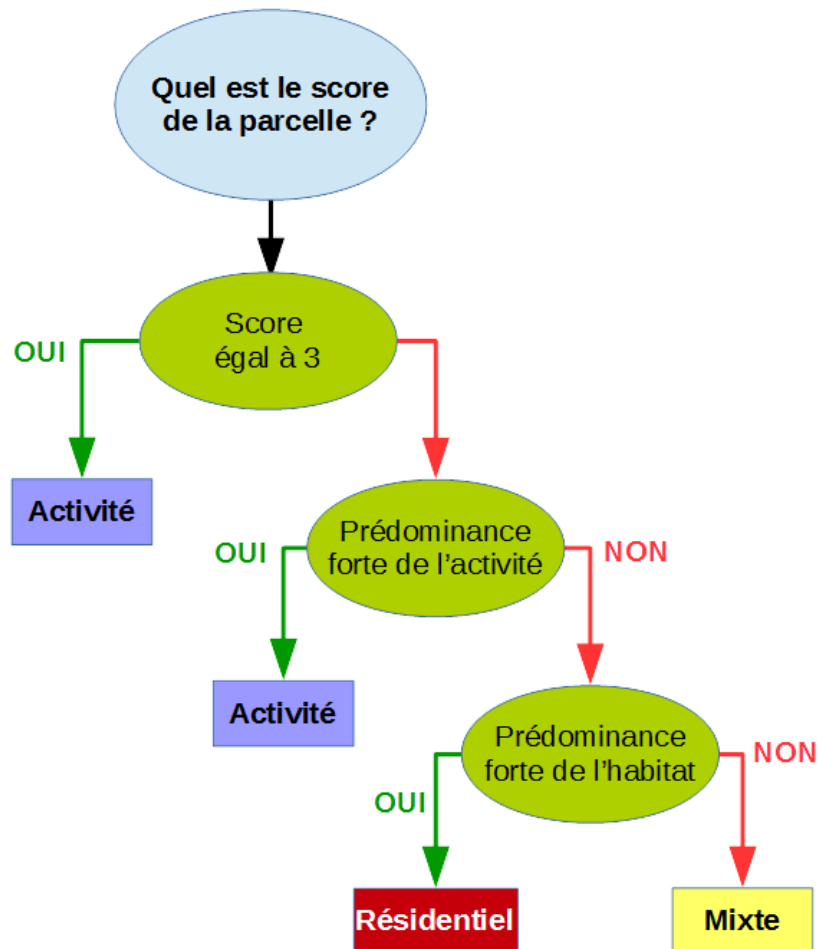 Quel est le score
de la parcelle ?
Score
égal à 3
OUI
Activité
Prédominance
forte de l’activité
OUI
NON
Activité
Prédominance
forte de l’habitat
OUI
NON
Résidentiel
Mixte